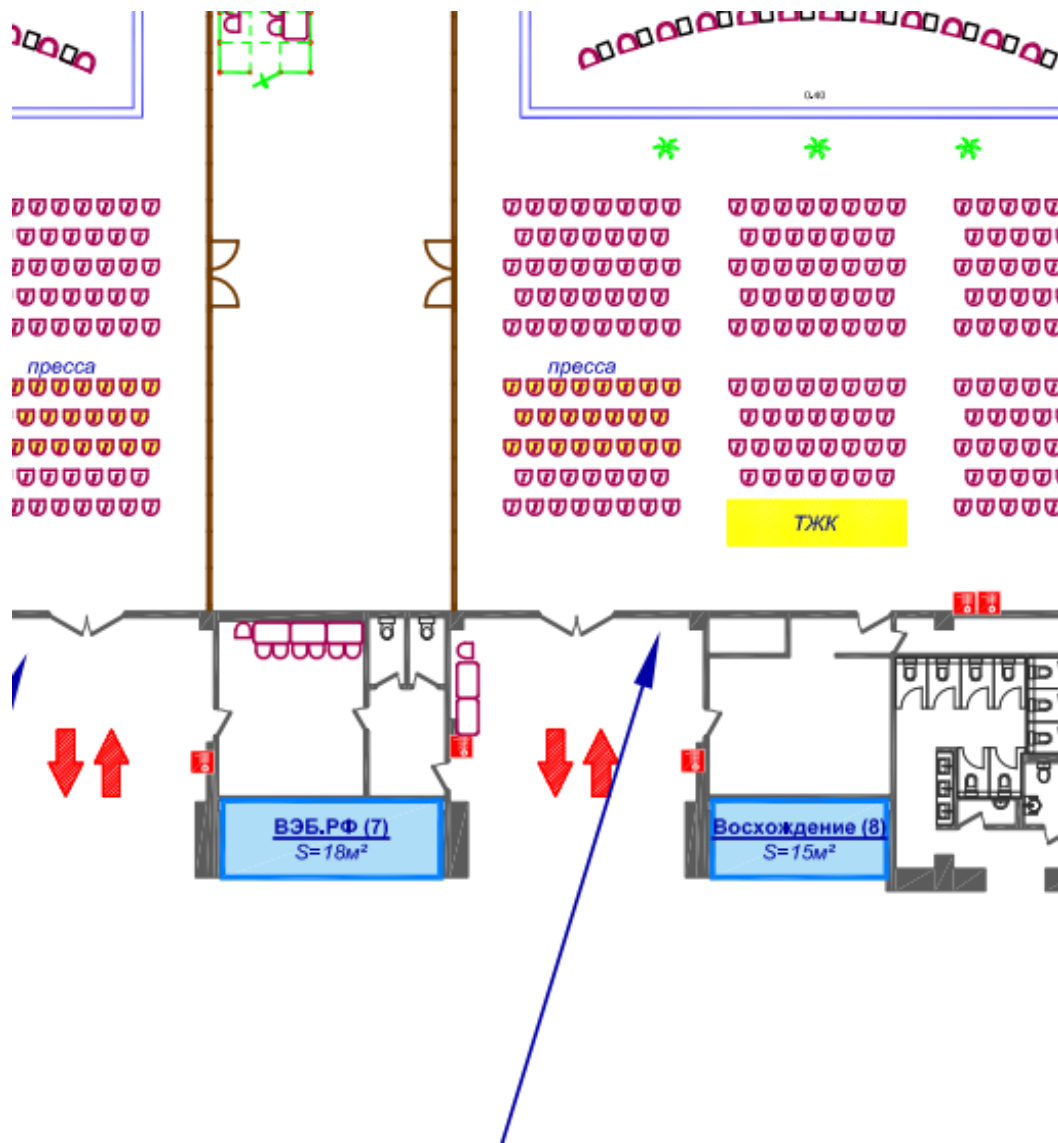 0.40
пресса
пресса
ТЖК
ВЭБ.РФ (7)
S=18м²
Восхождение (8)
S=15м²